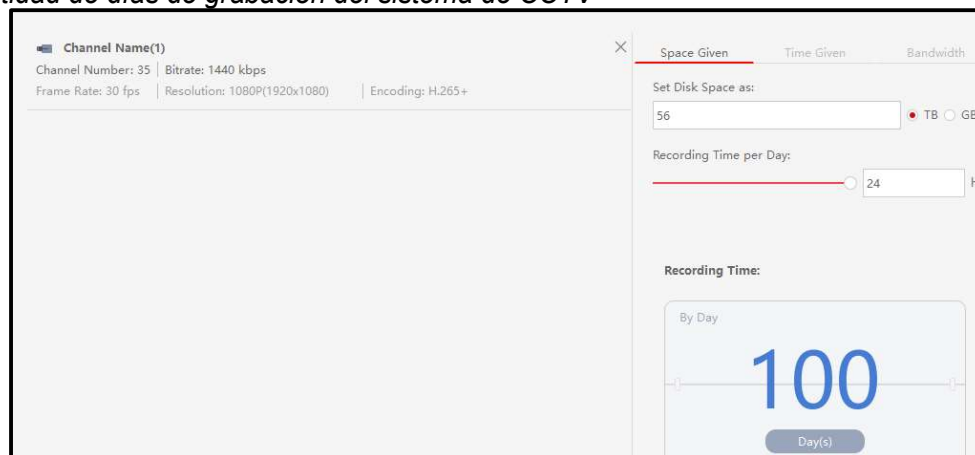 Channel Name(1)
Channel Number: 35 | Bitrate: 1440 kbps
Frame Rate: 30 fps | Resolution: 1080P(1920x1080) | Encoding: H.265+
Space Given Time Given Bandwidth
Set Disk Space as:
56 TB
Recording Time per Day:
24
Recording Time:
By Day
100
Day(s)